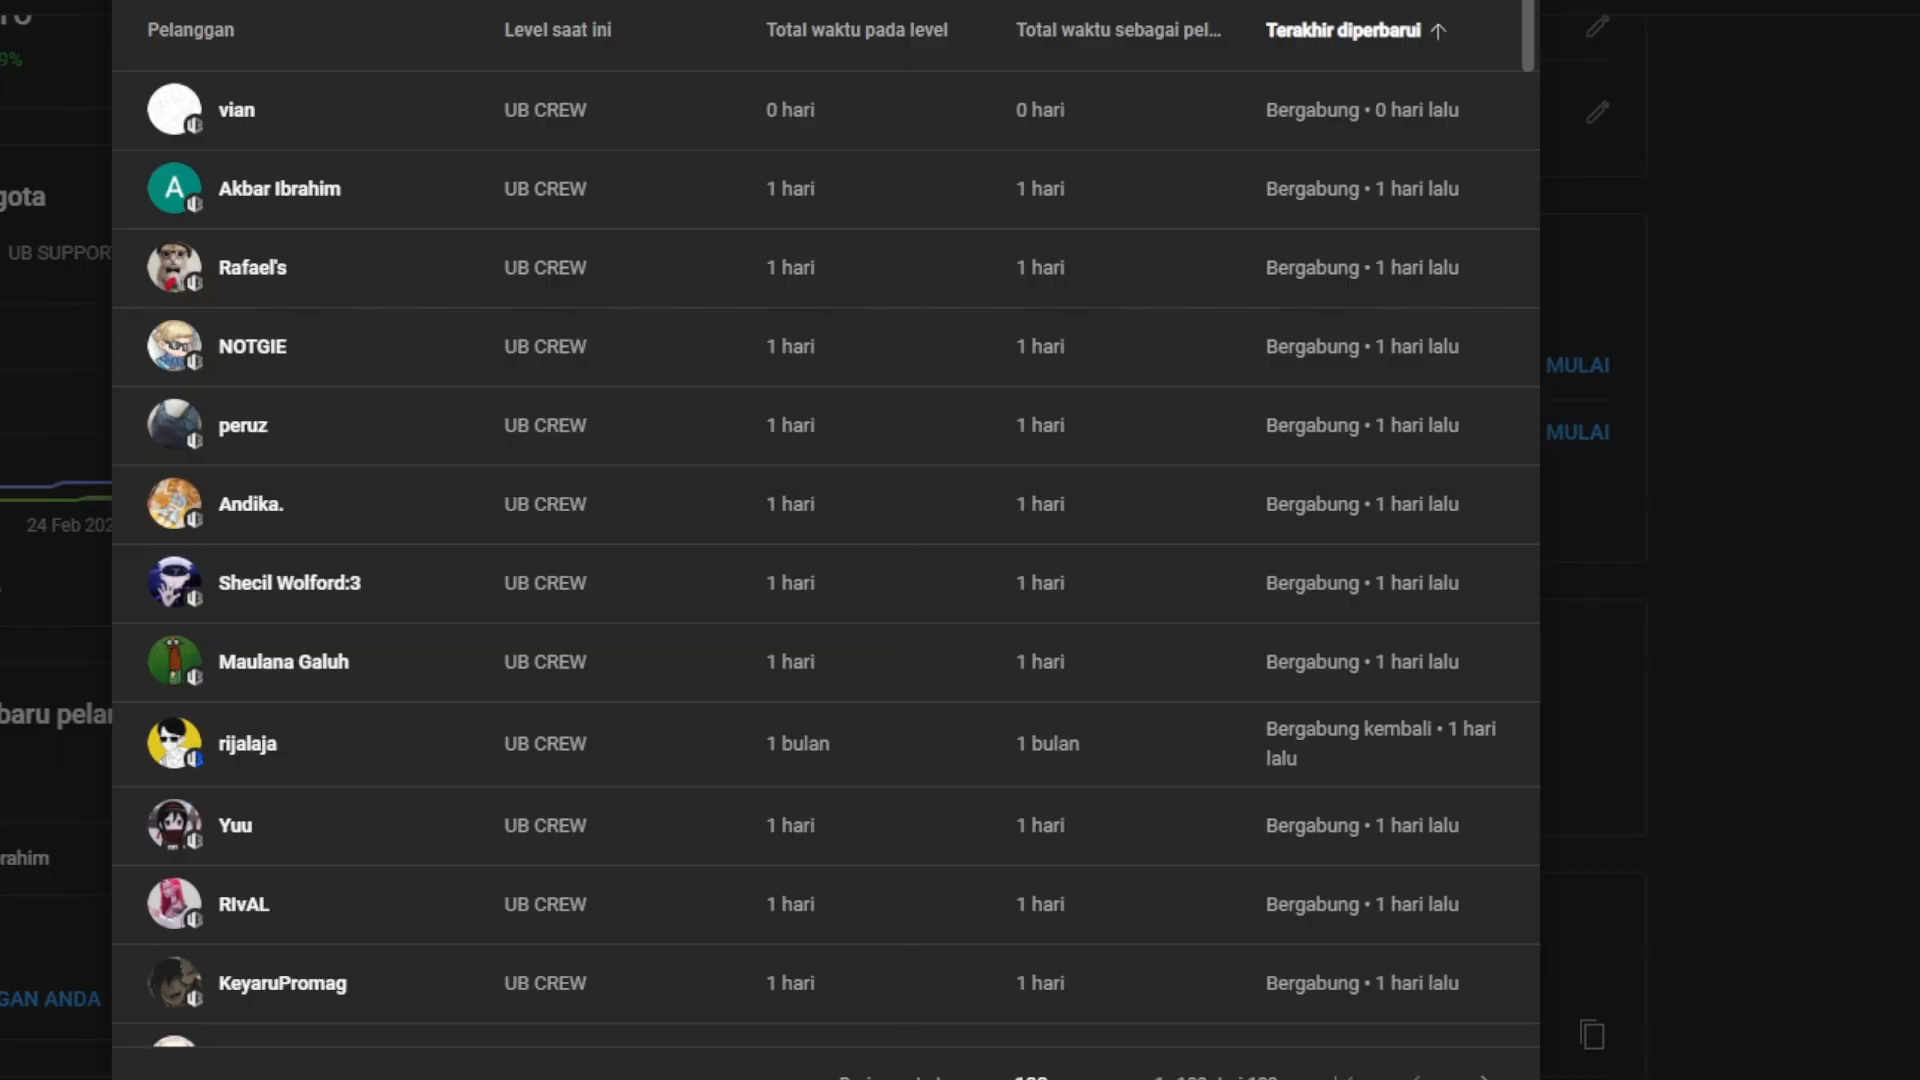 Pelanggan Level saat ini Total waktu pada level Total waktu sebagai pel... Terakhir diperbarui
9%
vian UB CREW 0 hari 0 hari Bergabung • 0 hari lalu
Akbar Ibrahim UB CREW 1 hari 1 hari Bergabung • 1 hari lalu
gota
UB SUPPOR
Rafael's UB CREW 1 hari 1 hari Bergabung • 1 hari lalu
NOTGIE UB CREW 1 hari 1 hari Bergabung • 1 hari lalu
MULAI
peruz UB CREW 1 hari 1 hari Bergabung • 1 hari lalu
MULAI
Andika. UB CREW 1 hari 1 hari Bergabung • 1 hari lalu
24 Feb 202
Shecil Wolford:3 UB CREW 1 hari 1 hari Bergabung • 1 hari lalu
Maulana Galuh UB CREW 1 hari 1 hari Bergabung • 1 hari lalu
baru pelan
rijalaja UB CREW 1 bulan 1 bulan Bergabung kembali • 1 hari
lalu
Yuu UB CREW 1 hari 1 hari Bergabung • 1 hari lalu
rahim
RIvAL UB CREW 1 hari 1 hari Bergabung • 1 hari lalu
KeyaruPromag UB CREW 1 hari 1 hari Bergabung • 1 hari lalu
GAN ANDA